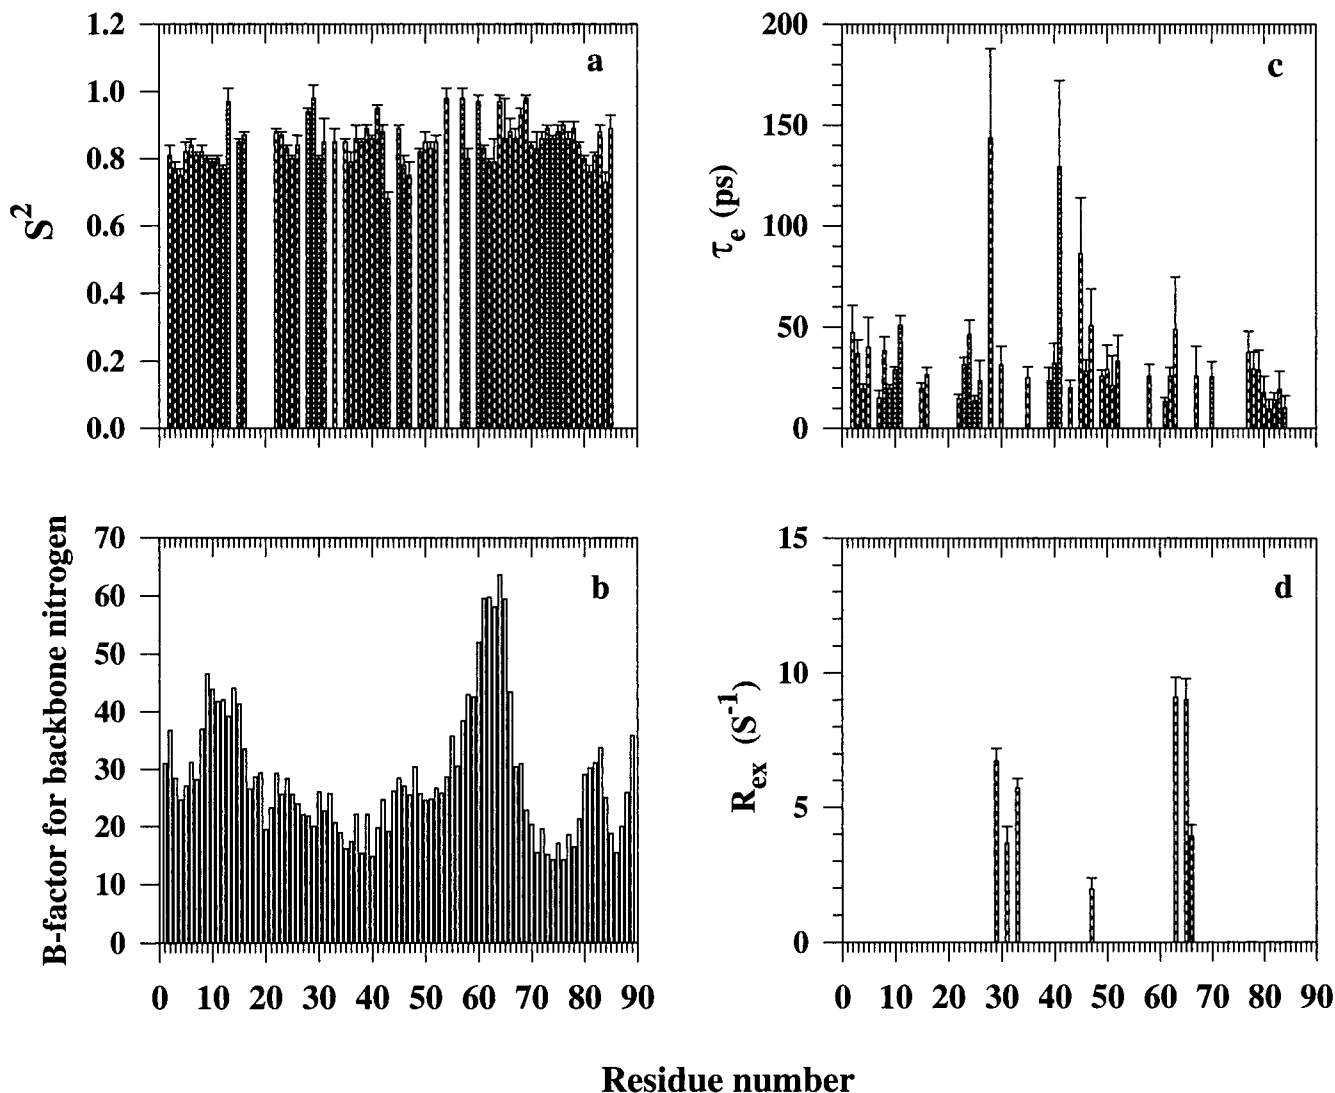 1.2
1.0
0.8
0.6
0.4
0.2
0.0
S²
a
200
150
100
50
0
τe (ps)
c
70
60
50
40
30
20
10
0
B-factor for backbone nitrogen
b
0 10 20 30 40 50 60 70 80 90
15
10
5
0
Rex (S⁻¹)
d
0 10 20 30 40 50 60 70 80 90
Residue number